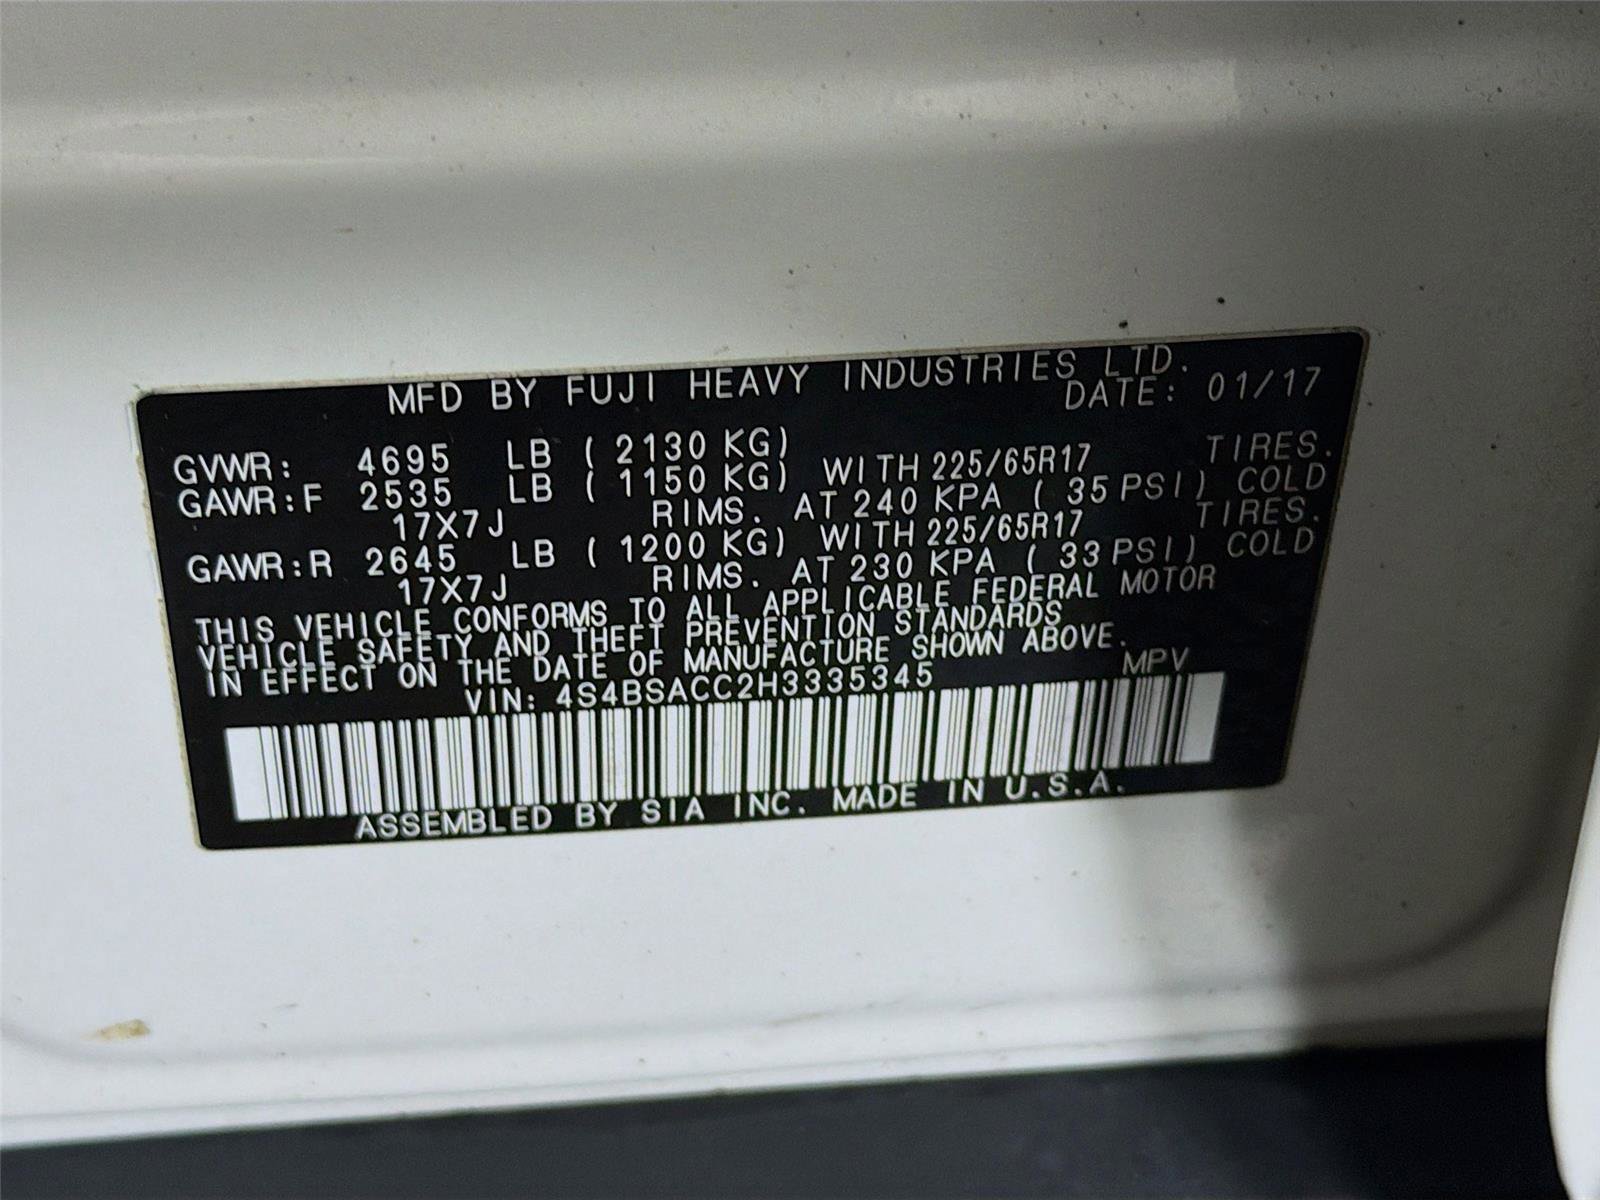 MFD BY FUJI HEAVY INDUSTRIES LTD.
DATE: 01/17
GVWR: 4695 LB ( 2130 KG)
GAWR:F 2535 LB ( 1150 KG) WITH 225/65R17 TIRES.
17X7J RIMS. AT 240 KPA ( 35 PSI) COLD
GAWR:R 2645 LB ( 1200 KG) WITH 225/65R17 TIRES.
17X7J RIMS. AT 230 KPA ( 33 PSI) COLD
THIS VEHICLE CONFORMS TO ALL APPLICABLE FEDERAL MOTOR
VEHICLE SAFETY AND THEFT PREVENTION STANDARDS
IN EFFECT ON THE DATE OF MANUFACTURE SHOWN ABOVE.
VIN: 4S4BSACC2H3335345 MPV
ASSEMBLED BY SIA INC. MADE IN U.S.A.